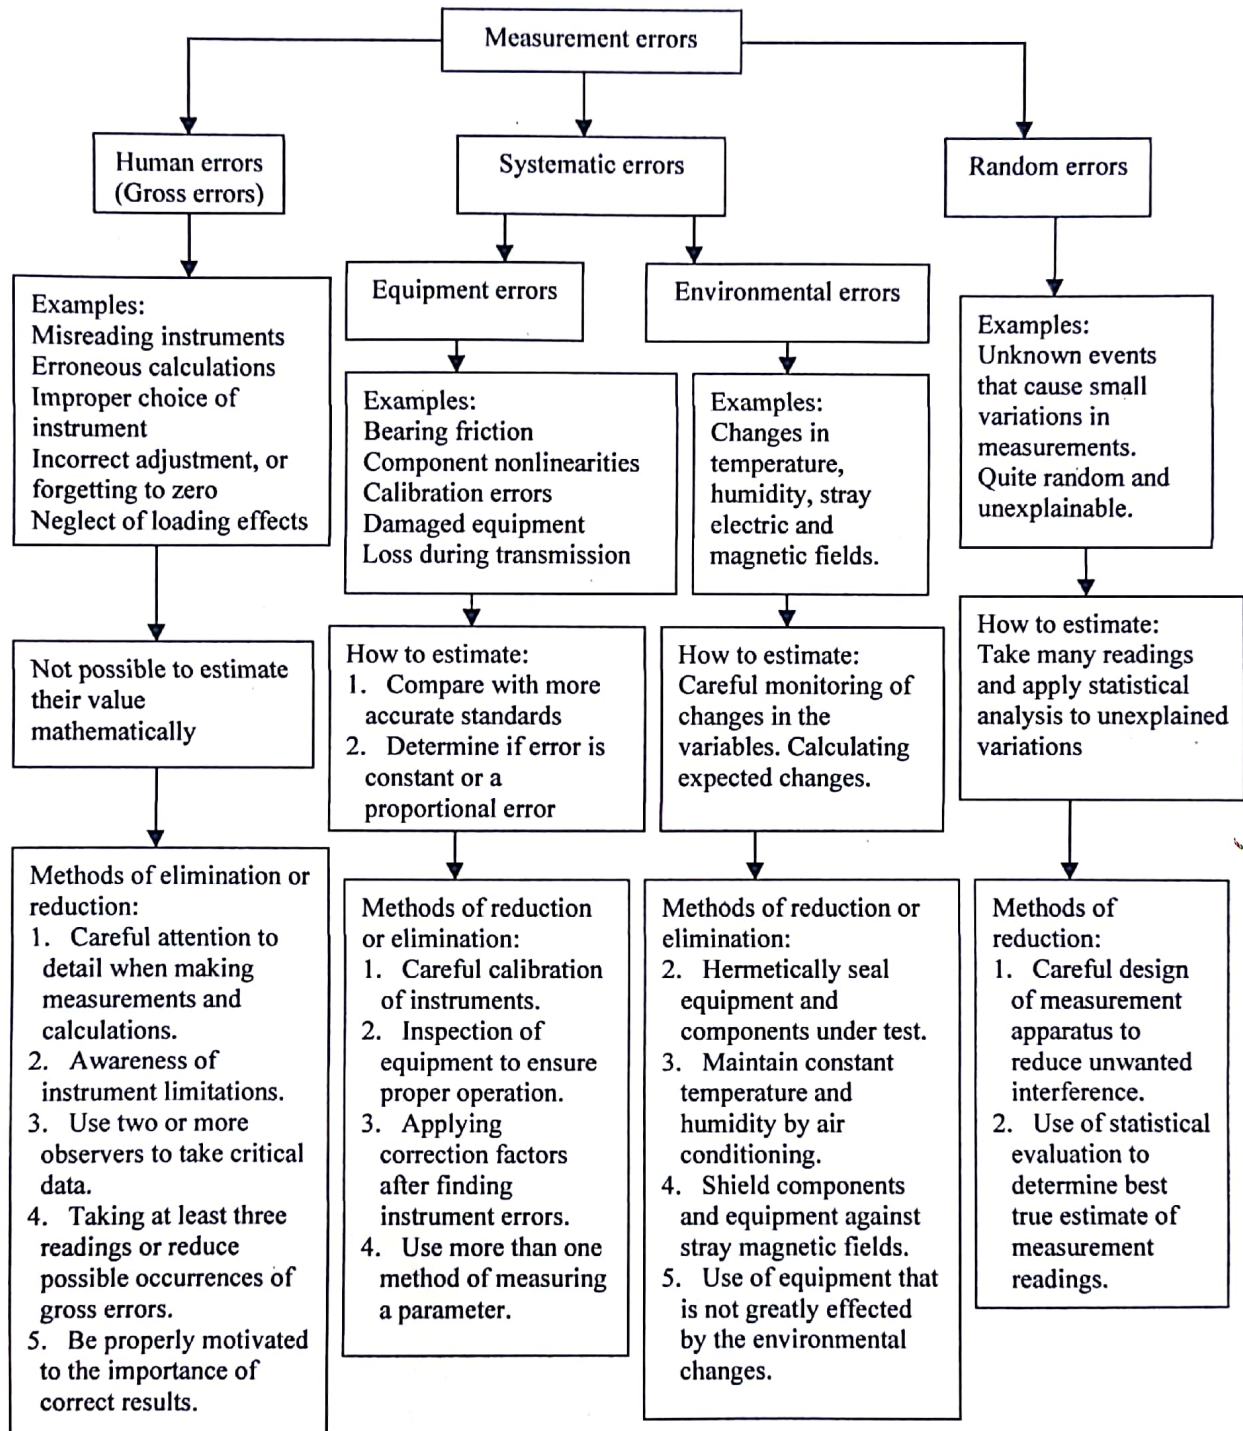 Measurement errors
Human errors
(Gross errors)
Systematic errors
Random errors
Equipment errors
Environmental errors
Examples:
Misreading instruments
Erroneous calculations
Improper choice of
instrument
Incorrect adjustment, or
forgetting to zero
Neglect of loading effects
Examples:
Bearing friction
Component nonlinearities
Calibration errors
Damaged equipment
Loss during transmission
Examples:
Changes in
temperature,
humidity, stray
electric and
magnetic fields.
Examples:
Unknown events
that cause small
variations in
measurements.
Quite random and
unexplainable.
Not possible to estimate
their value
mathematically
How to estimate:
1. Compare with more
accurate standards
2. Determine if error is
constant or a
proportional error
How to estimate:
Careful monitoring of
changes in the
variables. Calculating
expected changes.
How to estimate:
Take many readings
and apply statistical
analysis to unexplained
variations
Methods of elimination or
reduction:
1. Careful attention to
detail when making
measurements and
calculations.
2. Awareness of
instrument limitations.
3. Use two or more
observers to take critical
data.
4. Taking at least three
readings or reduce
possible occurrences of
gross errors.
5. Be properly motivated
to the importance of
correct results.
Methods of reduction
or elimination:
1. Careful calibration
of instruments.
2. Inspection of
equipment to ensure
proper operation.
3. Applying
correction factors
after finding
instrument errors.
4. Use more than one
method of measuring
a parameter.
Methods of reduction or
elimination:
2. Hermetically seal
equipment and
components under test.
3. Maintain constant
temperature and
humidity by air
conditioning.
4. Shield components
and equipment against
stray magnetic fields.
5. Use of equipment that
is not greatly effected
by the environmental
changes.
Methods of
reduction:
1. Careful design
of measurement
apparatus to
reduce unwanted
interference.
2. Use of statistical
evaluation to
determine best
true estimate of
measurement
readings.